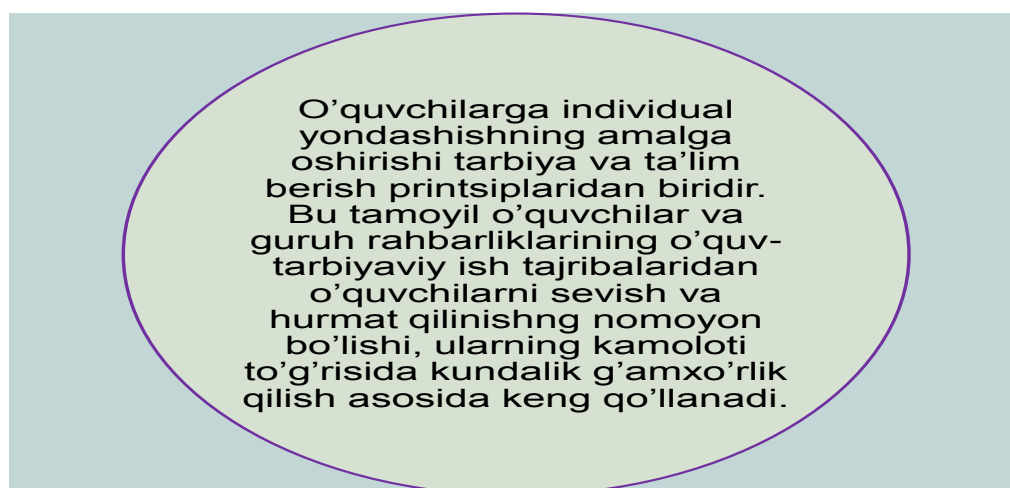 O’quvchilarga individual
yondashishning amalga
oshirishi tarbiya va ta’lim
berish printsiplaridan biridir.
Bu tamoyil o’quvchilar va
guruh rahbarliklarining o’quv-
tarbiyaviy ish tajribalaridan
o’quvchilarni sevish va
hurmat qilinishng nomoyon
bo’lishi, ularning kamoloti
to’g’risida kundalik g’amxo’rlik
qilish asosida keng qo’llanadi.